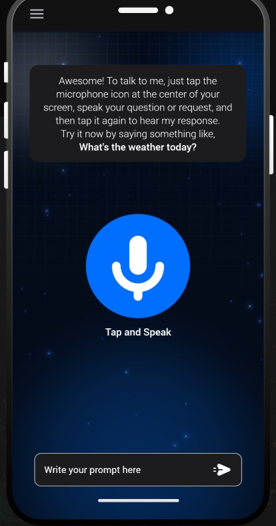 Awesome! To talk to me, just tap the
microphone icon at the center of your
screen, speak your question or request, and
then tap it again to hear my response.
Try it now by saying something like,
What's the weather today?
Tap and Speak
Write your prompt here